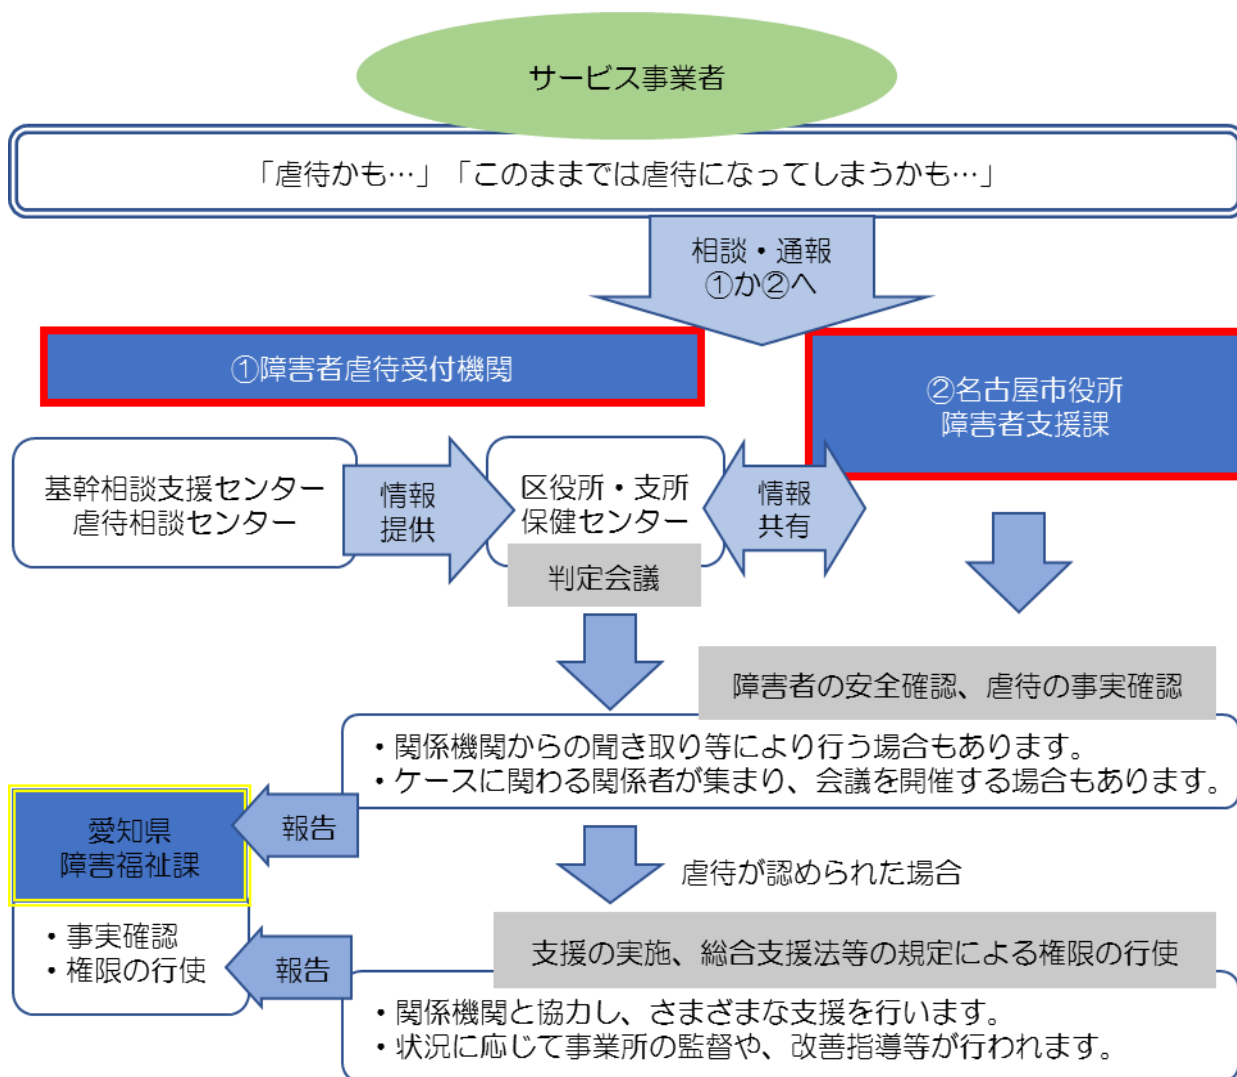 サービス事業者
「虐待かも…」「このままでは虐待になってしまうかも…」
相談・通報
①か②へ
①障害者虐待受付機関
②名古屋市役所
障害者支援課
基幹相談支援センター
虐待相談センター
情報
提供
区役所・支所
保健センター
情報
共有
判定会議
障害者の安全確認、虐待の事実確認
・関係機関からの聞き取り等により行う場合もあります。
・ケースに関わる関係者が集まり、会議を開催する場合もあります。
報告
愛知県
障害福祉課
・事実確認
・権限の行使
虐待が認められた場合
支援の実施、総合支援法等の規定による権限の行使
報告
・関係機関と協力し、さまざまな支援を行います。
・状況に応じて事業所の監督や、改善指導等が行われます。